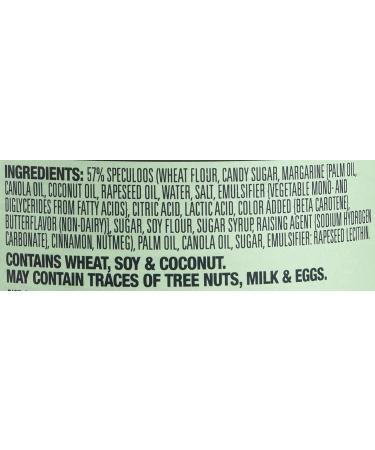 INGREDIENTS: 57% SPECULOOS (WHEAT FLOUR, CANDY SUGAR, MARGARINE [PALM OIL,
CANOLA OIL, COCONUT OIL, RAPESEED OIL, WATER, SALT, EMULSIFIER (VEGETABLE MONO- AND
DIGLYCERIDES FROM FATTY ACIDS), CITRIC ACID, LACTIC ACID, COLOR ADDED (BETA CAROTENE),
BUTTERFLAVOR (NON-DAIRY)], SUGAR, SOY FLOUR, SUGAR SYRUP, RAISING AGENT (SODIUM HYDROGEN
CARBONATE), CINNAMON, NUTMEG), PALM OIL, CANOLA OIL, SUGAR, EMULSIFIER: RAPESEED LECITHIN.
CONTAINS WHEAT, SOY & COCONUT.
MAY CONTAIN TRACES OF TREE NUTS, MILK & EGGS.